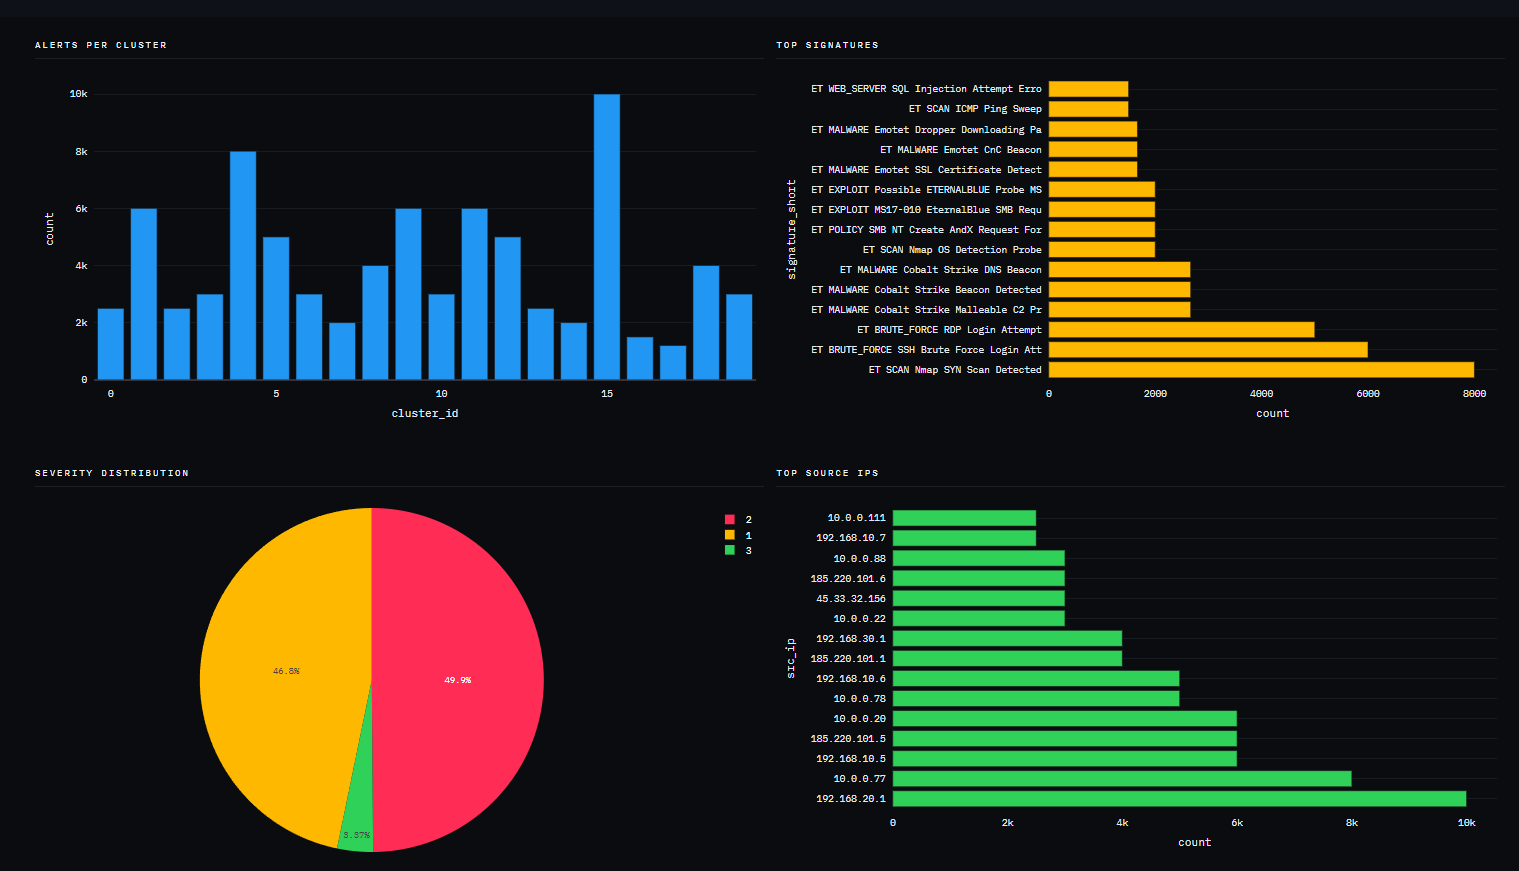 ALERTS PER CLUSTER
10k
8k
6k
4k
2k
0
count
0 5 10 15
cluster_id
TOP SIGNATURES
ET WEB_SERVER SQL Injection Attempt Erro
ET SCAN ICMP Ping Sweep
ET MALWARE Emotet Dropper Downloading Pa
ET MALWARE Emotet CnC Beacon
ET MALWARE Emotet SSL Certificate Detect
ET EXPLOIT Possible ETERNALBLUE Probe MS
ET EXPLOIT MS17-010 EternalBlue SMB Requ
ET POLICY SMB NT Create AndX Request For
ET SCAN Nmap OS Detection Probe
ET MALWARE Cobalt Strike DNS Beacon
ET MALWARE Cobalt Strike Beacon Detected
ET MALWARE Cobalt Strike Malleable C2 Pr
ET BRUTE_FORCE RDP Login Attempt
ET BRUTE_FORCE SSH Brute Force Login Att
ET SCAN Nmap SYN Scan Detected
signature_short
0 2000 4000 6000 8000
count
SEVERITY DISTRIBUTION
2
1
3
46.8%
49.9%
3.37%
TOP SOURCE IPS
10.0.0.111
192.168.10.7
10.0.0.88
185.220.101.6
45.33.32.156
10.0.0.22
192.168.30.1
185.220.101.1
192.168.10.6
10.0.0.78
10.0.0.20
185.220.101.5
192.168.10.5
10.0.0.77
192.168.20.1
src_ip
0 2k 4k 6k 8k 10k
count